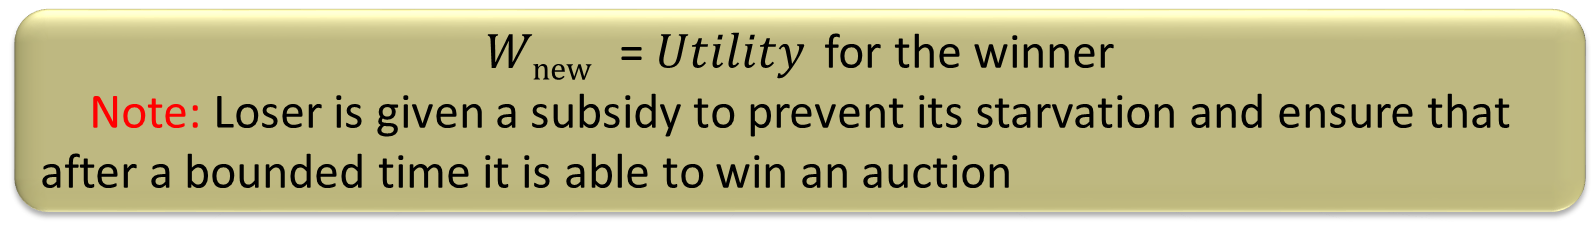 W_new = Utility for the winner
Note: Loser is given a subsidy to prevent its starvation and ensure that
after a bounded time it is able to win an auction